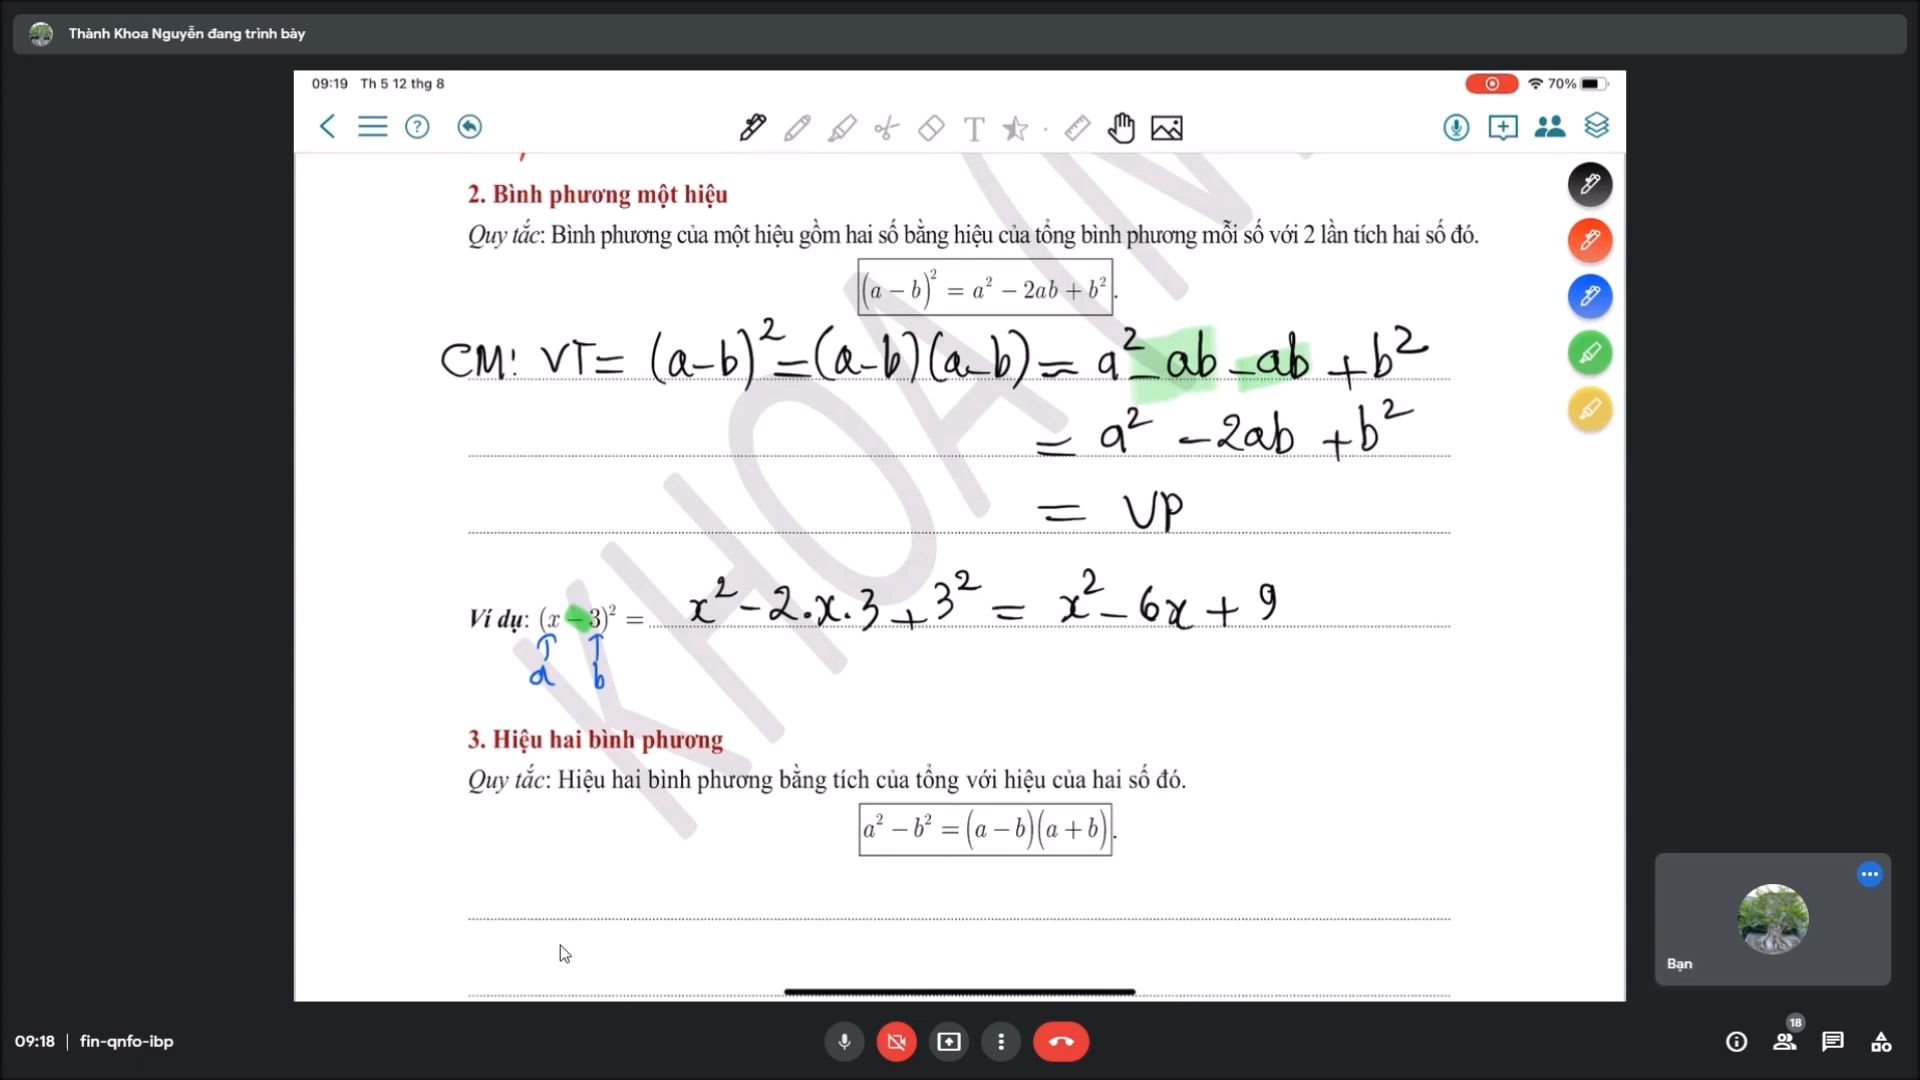 Thành Khoa Nguyễn đang trình bày
09:19 Th 5 12 thg 8
70%
2. Bình phương một hiệu
Quy tắc: Bình phương của một hiệu gồm hai số bằng hiệu của tổng bình phương mỗi số với 2 lần tích hai số đó.
(a − b)² = a² − 2ab + b².
CM: VT = (a-b)² = (a-b)(a-b) = a² - ab - ab + b²
= a² - 2ab + b²
= VP
Ví dụ: (x − 3)² = x² - 2.x.3 + 3² = x² - 6x + 9
a b
3. Hiệu hai bình phương
Quy tắc: Hiệu hai bình phương bằng tích của tổng với hiệu của hai số đó.
a² − b² = (a − b)(a + b).
Bạn
09:18 | fin-qnfo-ibp
18